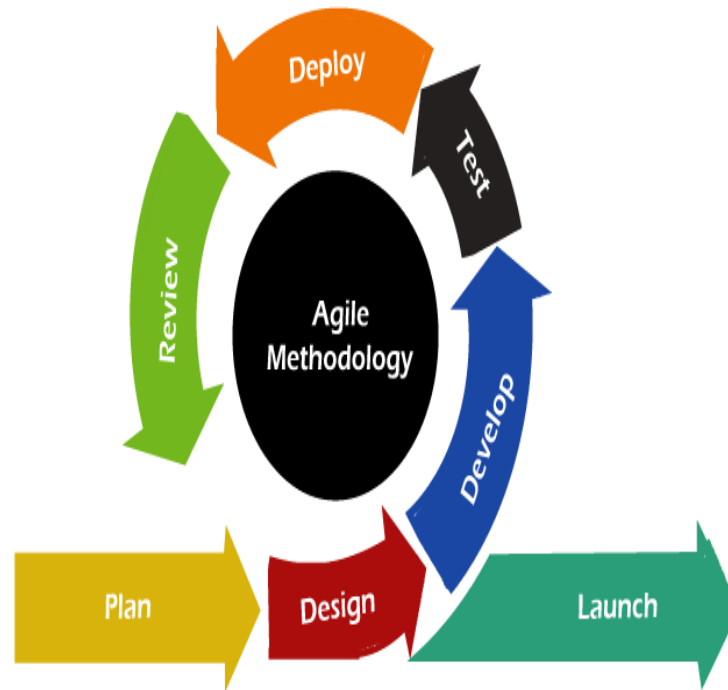 Deploy
Test
Review
Agile
Methodology
Develop
Plan
Design
Launch